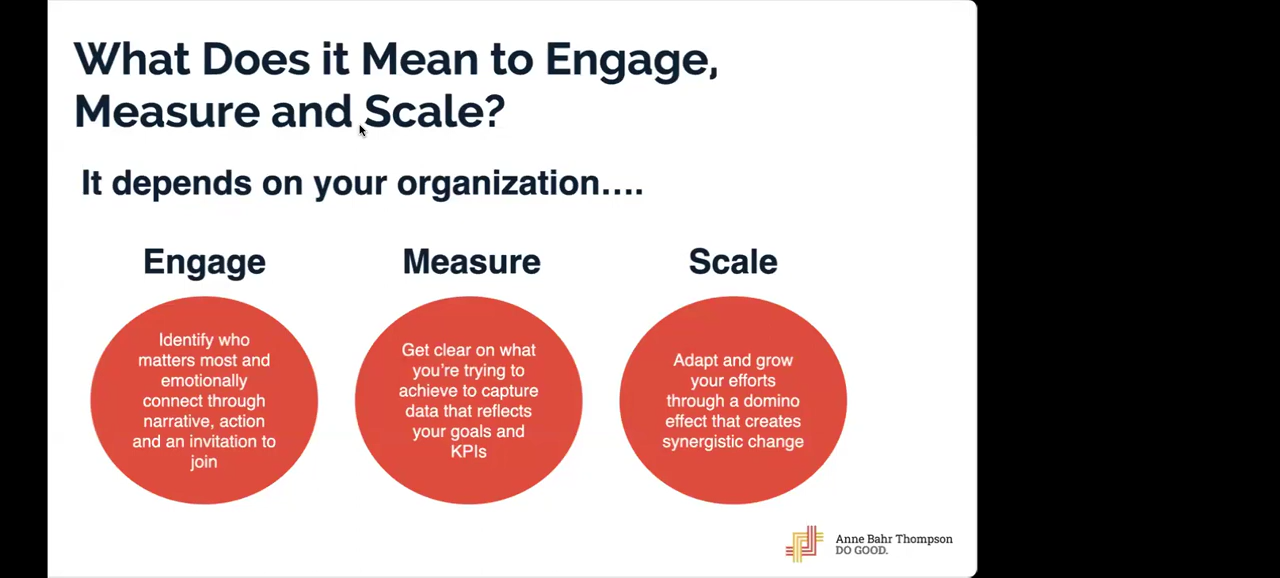 What Does it Mean to Engage,
Measure and Scale?
It depends on your organization....
Engage
Identify who
matters most and
emotionally
connect through
narrative, action
and an invitation to
join
Measure
Get clear on what
you're trying to
achieve to capture
data that reflects
your goals and
KPIs
Scale
Adapt and grow
your efforts
through a domino
effect that creates
synergistic change
Anne Bahr Thompson
DO GOOD.